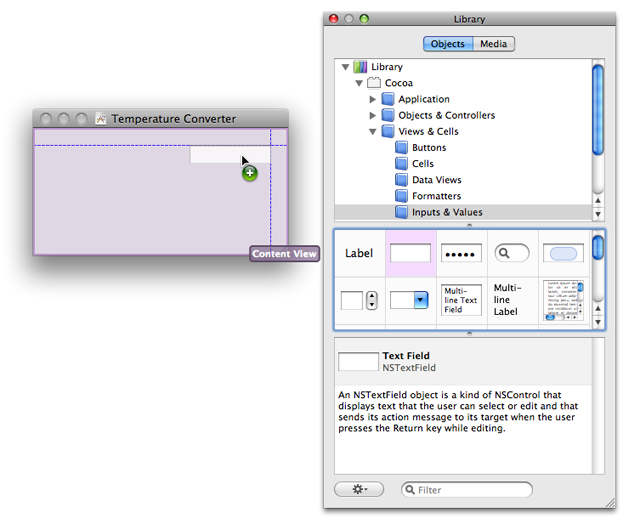 Library
Objects
Media
Library
Cocoa
Application
Objects & Controllers
Views & Cells
Buttons
Cells
Data Views
Formatters
Inputs & Values
Temperature Converter
Content View
Label
Multi-
line Text
Field
Multi-
line
Label
Text Field
NSTextField
An NSTextField object is a kind of NSControl that
displays text that the user can select or edit and that
sends its action message to its target when the user
presses the Return key while editing.
Filter